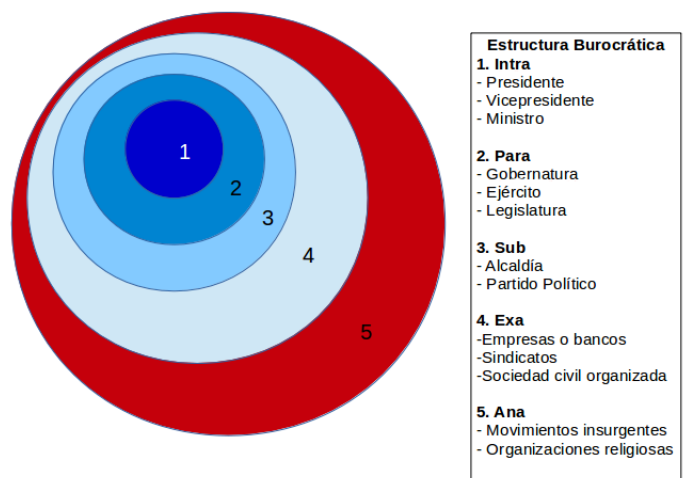 1
2
3
4
5
Estructura Burocrática
1. Intra
- Presidente
- Vicepresidente
- Ministro
2. Para
- Gobernatura
- Ejército
- Legislatura
3. Sub
- Alcaldía
- Partido Político
4. Exa
-Empresas o bancos
-Sindicatos
-Sociedad civil organizada
5. Ana
- Movimientos insurgentes
- Organizaciones religiosas